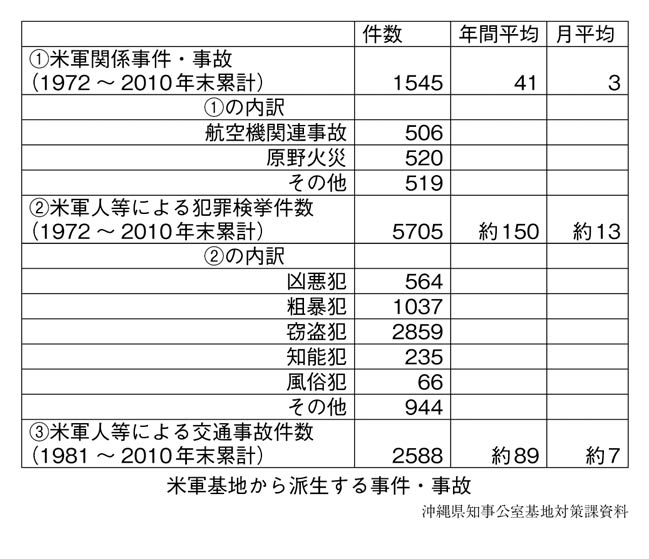 件数 年間平均 月平均
①米軍関係事件・事故
(1972 ～ 2010年末累計) 1545 41 3
①の内訳
航空機関連事故 506
原野火災 520
その他 519
②米軍人等による犯罪検挙件数
(1972 ～ 2010年末累計) 5705 約150 約13
②の内訳
凶悪犯 564
粗暴犯 1037
窃盗犯 2859
知能犯 235
風俗犯 66
その他 944
③米軍人等による交通事故件数
(1981 ～ 2010年末累計) 2588 約89 約7
米軍基地から派生する事件・事故
沖縄県知事公室基地対策課資料